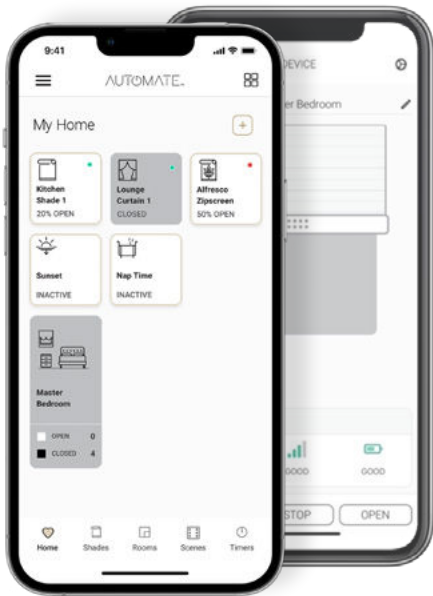 9:41
AUTOMATE
My Home
Kitchen
Shade 1
20% OPEN
Lounge
Curtain 1
CLOSED
Alfresco
Zipscreen
50% OPEN
Sunset
INACTIVE
Nap Time
INACTIVE
Master
Bedroom
OPEN 0
CLOSED 4
Home
Shades
Rooms
Scenes
Timers
DEVICE
Bedroom
GOOD
GOOD
STOP
OPEN